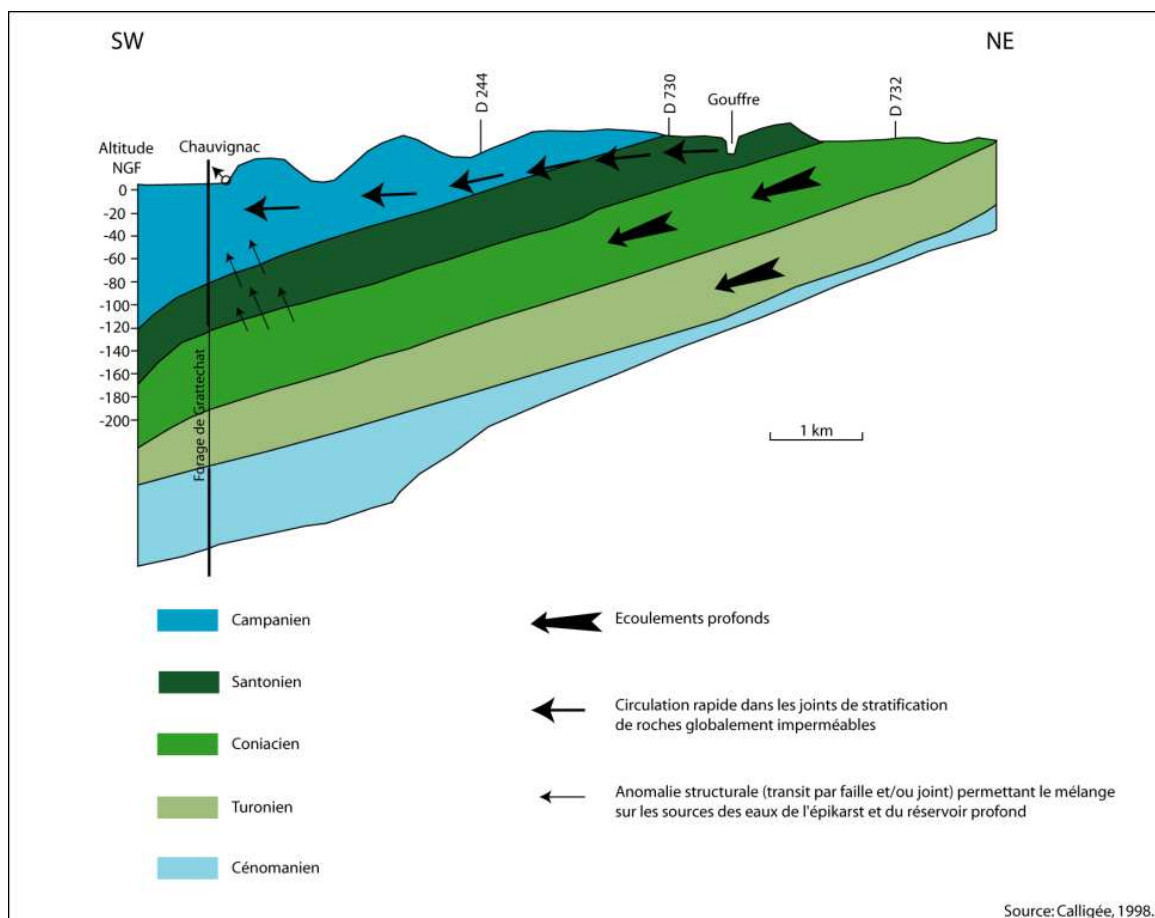 SW
NE
D 244
D 730
Gouffre
D 732
Altitude
NGF
Chauvignac
0
-20
-40
-60
-80
-100
-120
-140
-160
-180
-200
Forage de Grattechat
1 km
Campanien
Ecoulements profonds
Santonien
Circulation rapide dans les joints de stratification
de roches globalement imperméables
Coniacien
Turonien
Anomalie structurale (transit par faille et/ou joint) permettant le mélange
sur les sources des eaux de l'épikarst et du réservoir profond
Cénomanien
Source: Calligée, 1998.